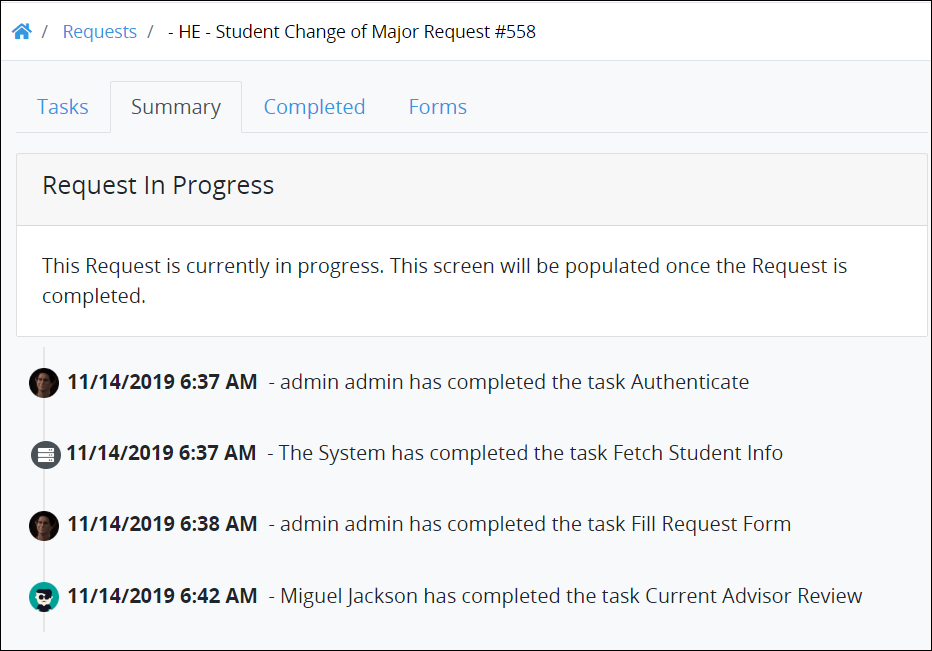 / Requests / - HE - Student Change of Major Request #558
Tasks Summary Completed Forms
Request In Progress
This Request is currently in progress. This screen will be populated once the Request is
completed.
11/14/2019 6:37 AM - admin admin has completed the task Authenticate
11/14/2019 6:37 AM - The System has completed the task Fetch Student Info
11/14/2019 6:38 AM - admin admin has completed the task Fill Request Form
11/14/2019 6:42 AM - Miguel Jackson has completed the task Current Advisor Review